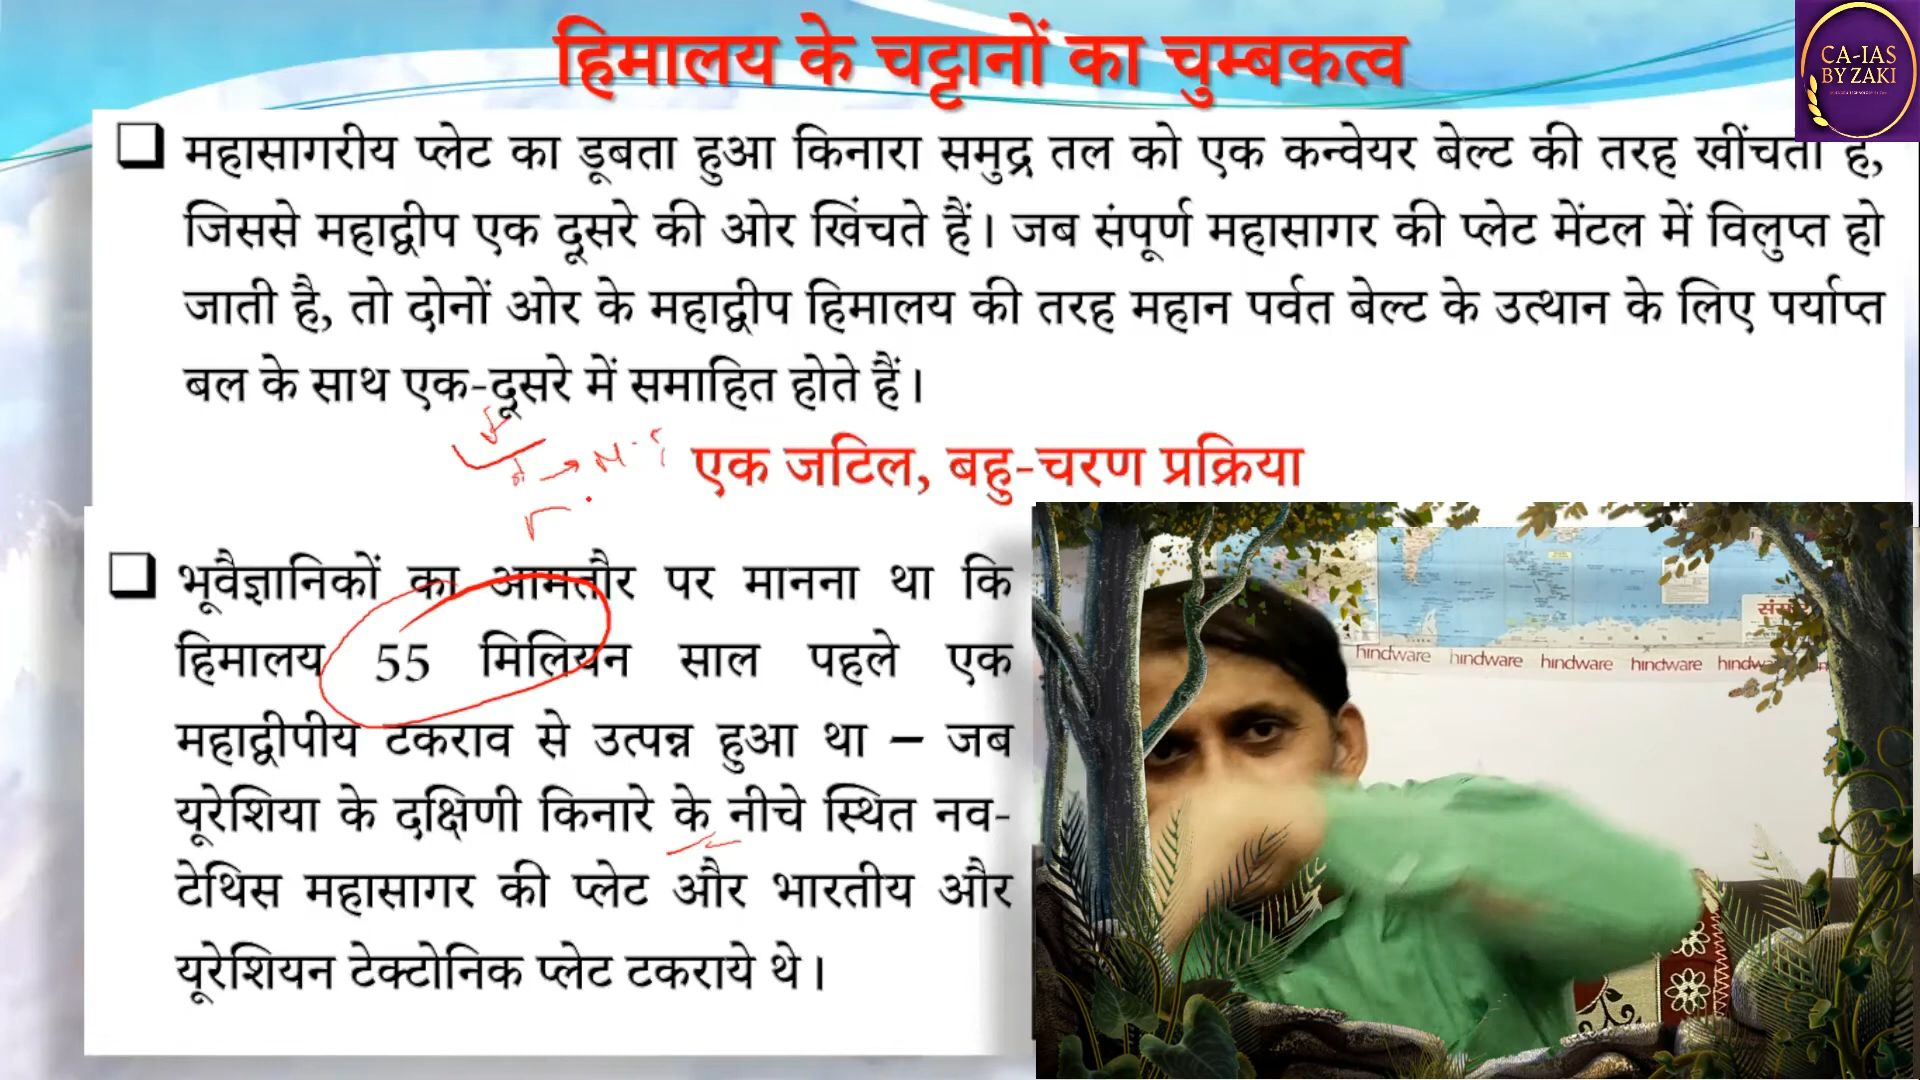 हिमालय के चट्टानों का चुम्बकत्व
CA-IAS
BY ZAKI
महासागरीय प्लेट का डूबता हुआ किनारा समुद्र तल को एक कन्वेयर बेल्ट की तरह खींचता है,
जिससे महाद्वीप एक दूसरे की ओर खिंचते हैं। जब संपूर्ण महासागर की प्लेट मेंटल में विलुप्त हो
जाती है, तो दोनों ओर के महाद्वीप हिमालय की तरह महान पर्वत बेल्ट के उत्थान के लिए पर्याप्त
बल के साथ एक-दूसरे में समाहित होते हैं।
एक जटिल, बहु-चरण प्रक्रिया
भूवैज्ञानिकों का आमतौर पर मानना था कि
हिमालय 55 मिलियन साल पहले एक
महाद्वीपीय टकराव से उत्पन्न हुआ था – जब
यूरेशिया के दक्षिणी किनारे के नीचे स्थित नव-
टेथिस महासागर की प्लेट और भारतीय और
यूरेशियन टेक्टोनिक प्लेट टकराये थे।
hindware hindware hindware hindware